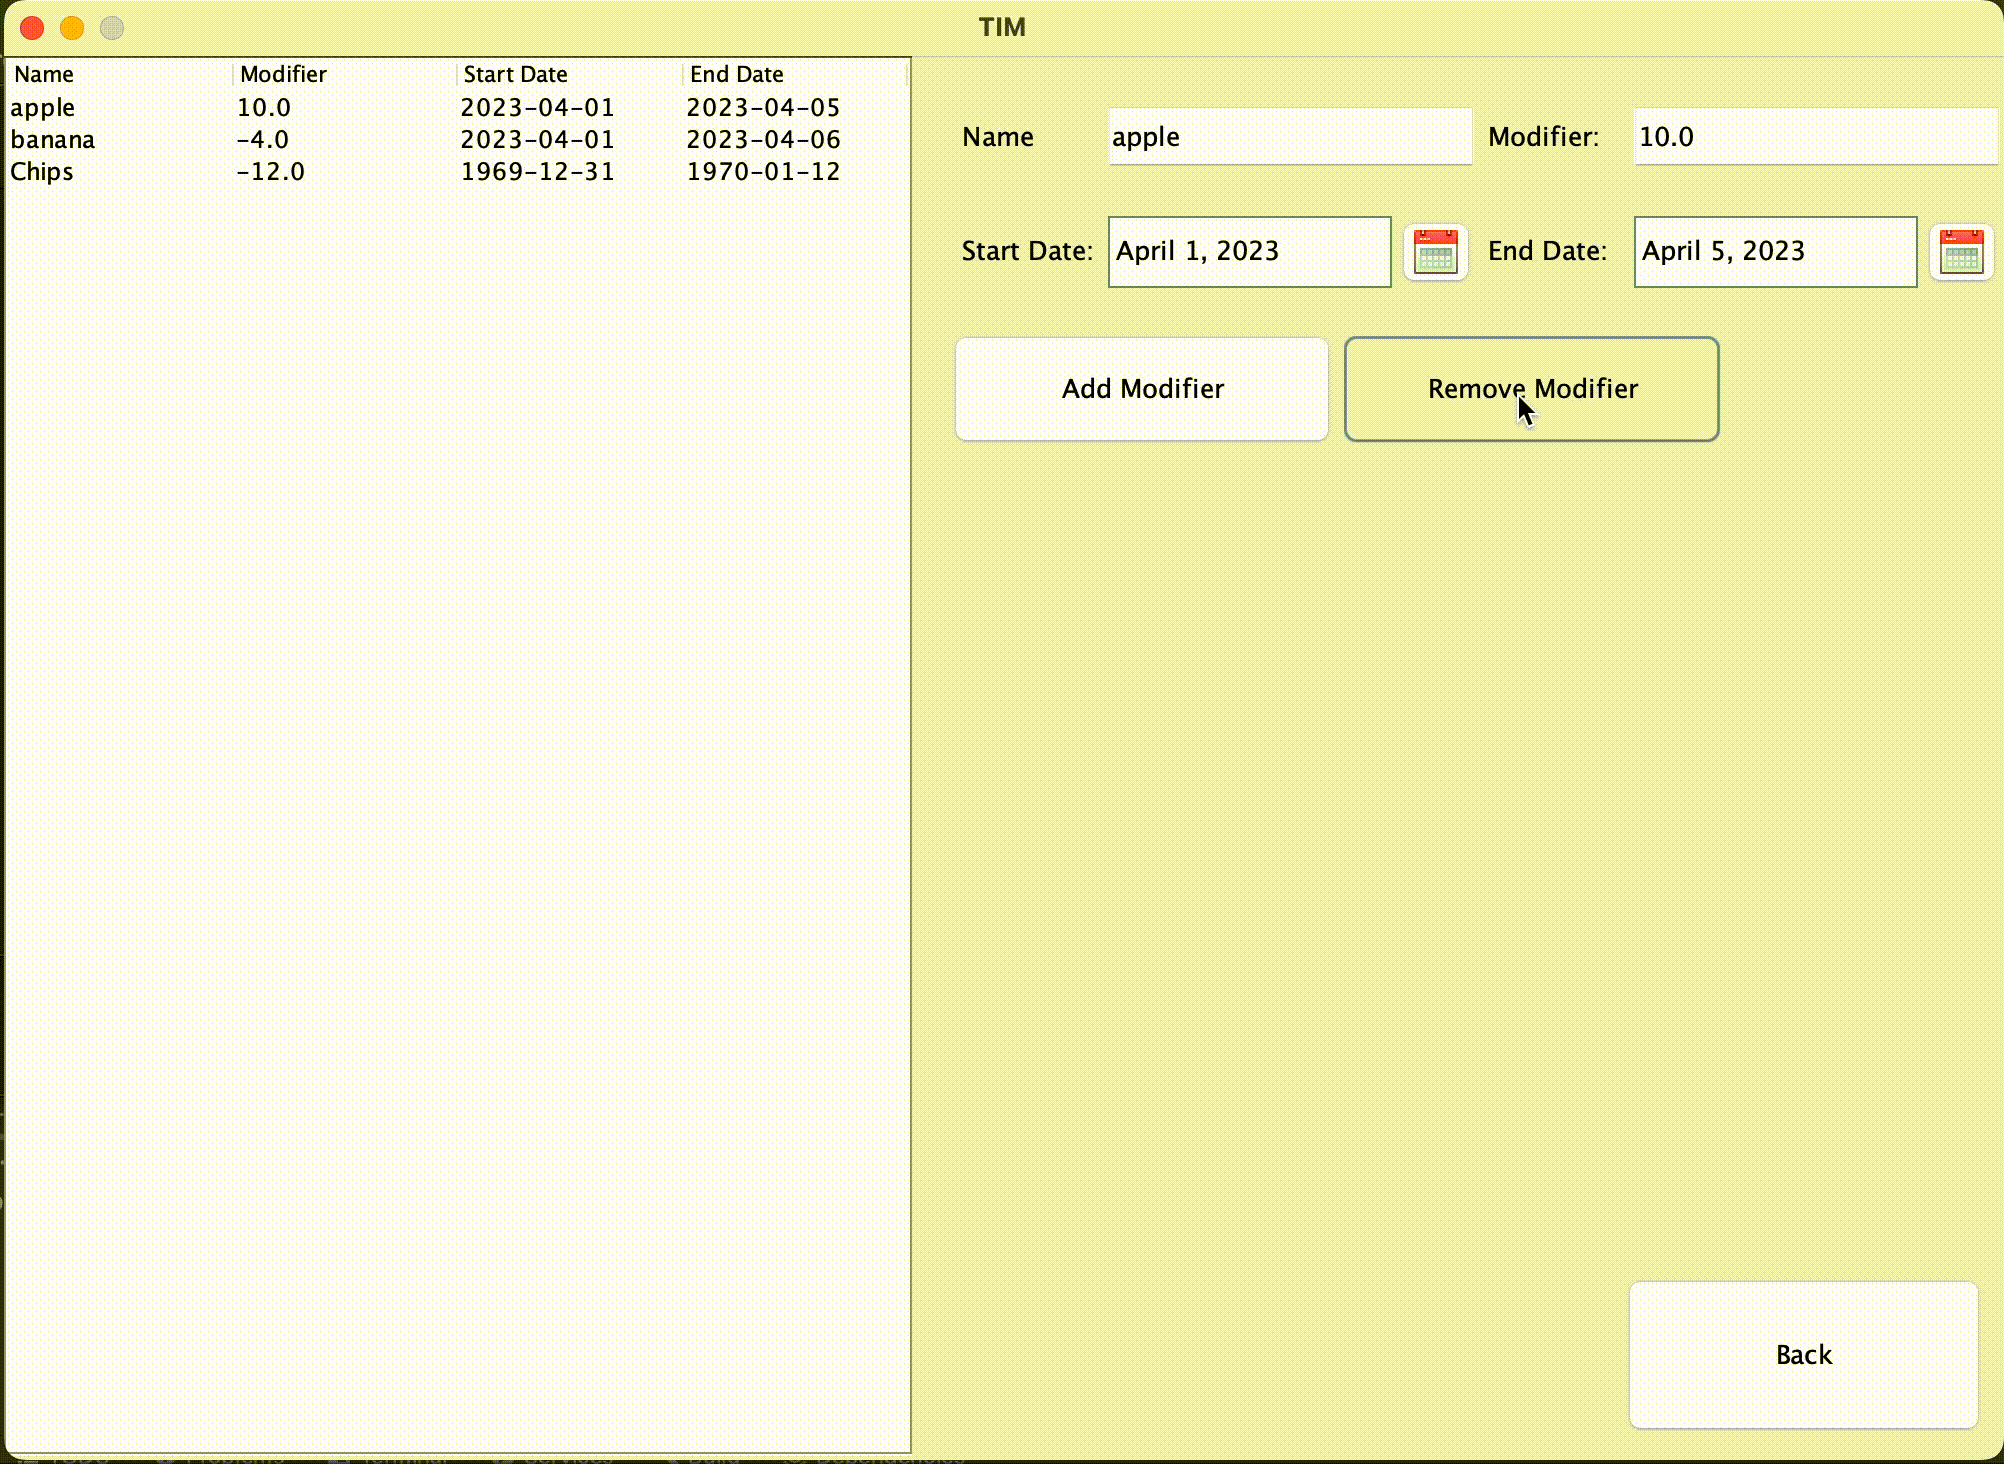 TIM
Name Modifier Start Date End Date
apple 10.0 2023-04-01 2023-04-05
banana -4.0 2023-04-01 2023-04-06
Chips -12.0 1969-12-31 1970-01-12
Name apple Modifier: 10.0
Start Date: April 1, 2023 End Date: April 5, 2023
Add Modifier Remove Modifier
Back